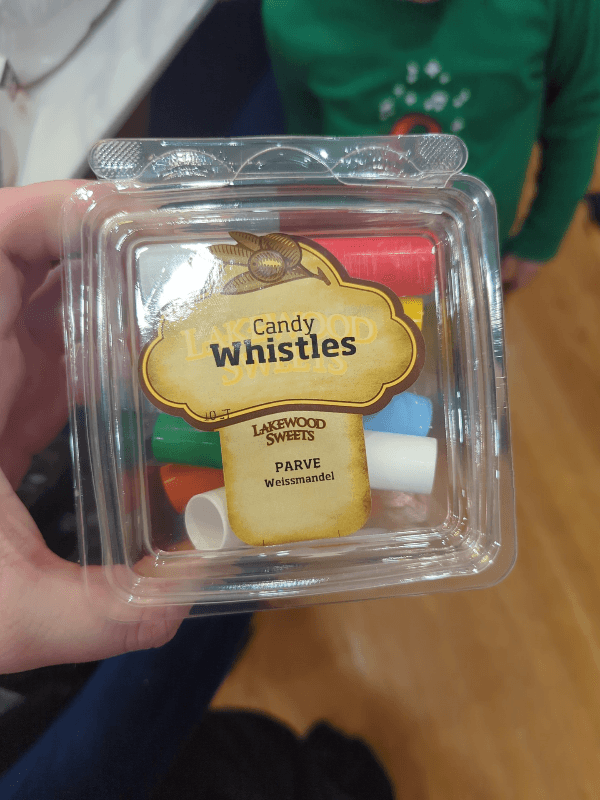 Candy
Whistles
LAKEWOOD
SWEETS
LAKEWOOD
SWEETS
PARVE
Weissmandel